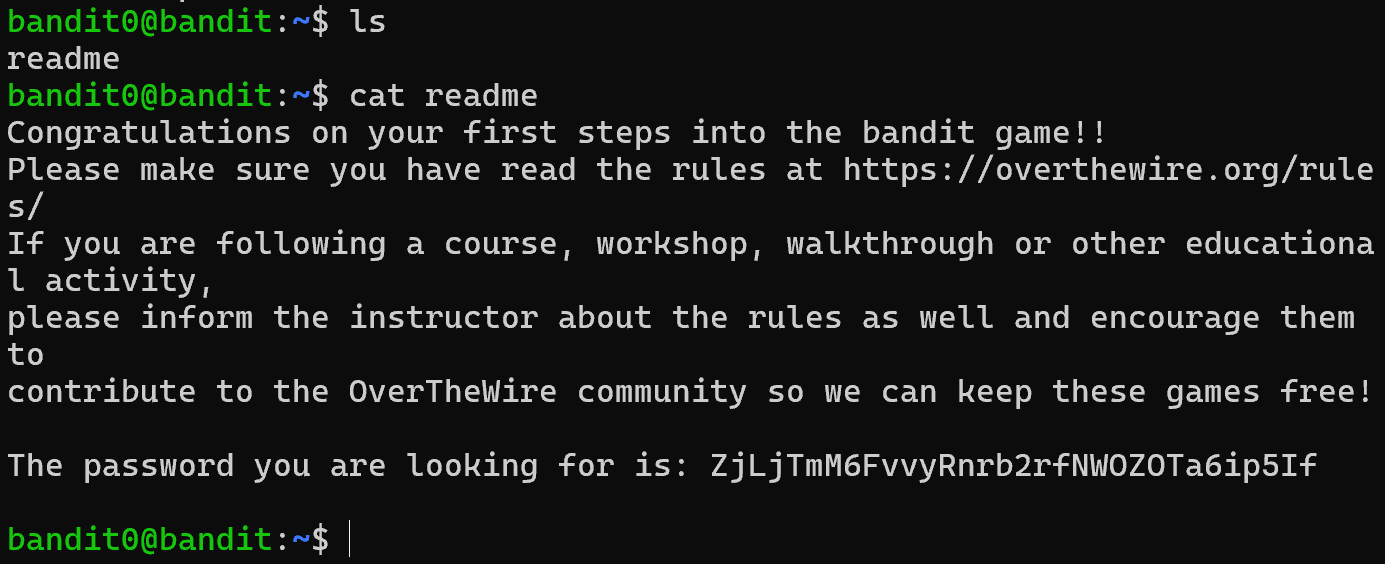 bandit0@bandit:~$ ls
readme
bandit0@bandit:~$ cat readme
Congratulations on your first steps into the bandit game!!
Please make sure you have read the rules at https://overthewire.org/rule
s/
If you are following a course, workshop, walkthrough or other educationa
l activity,
please inform the instructor about the rules as well and encourage them
to
contribute to the OverTheWire community so we can keep these games free!
The password you are looking for is: ZjLjTmM6FvvyRnrb2rfNWOZOTa6ip5If
bandit0@bandit:~$